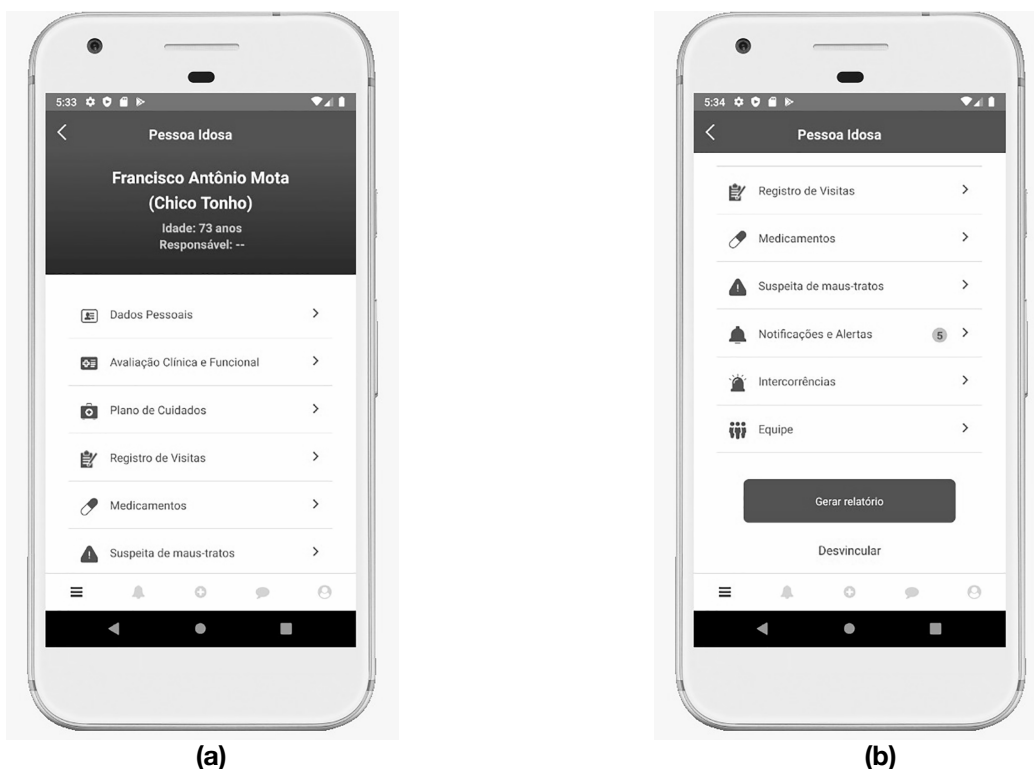 5:33
Pessoa Idosa
Francisco Antônio Mota
(Chico Tonho)
Idade: 73 anos
Responsável: --
Dados Pessoais
Avaliação Clínica e Funcional
Plano de Cuidados
Registro de Visitas
Medicamentos
Suspeita de maus-tratos
(a)
5:34
Pessoa Idosa
Registro de Visitas
Medicamentos
Suspeita de maus-tratos
Notificações e Alertas 5
Intercorrências
Equipe
Gerar relatório
Desvincular
(b)